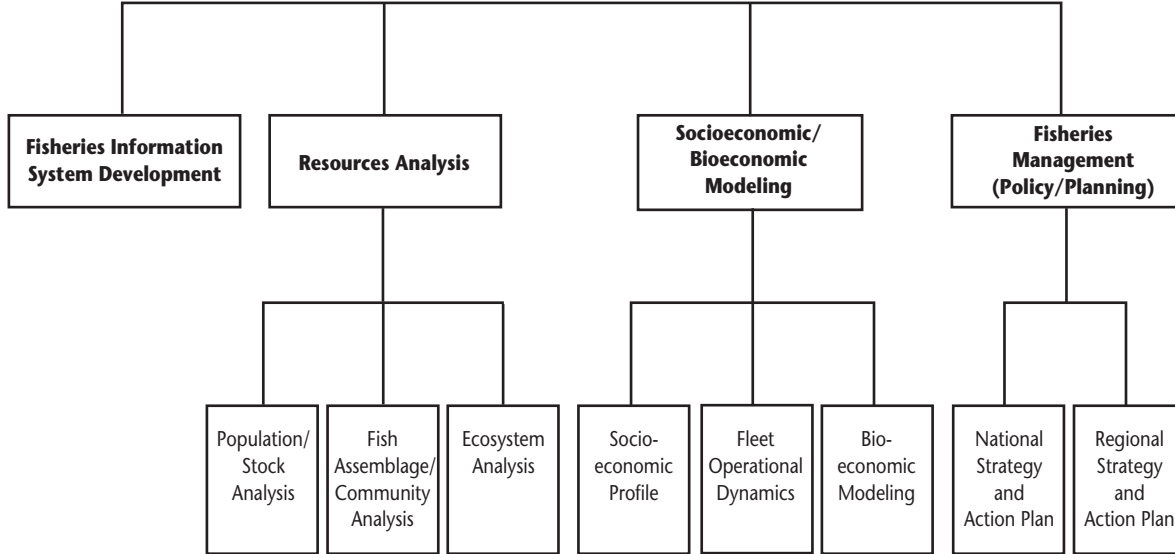 Fisheries Information
System Development
Resources Analysis
Socioeconomic/
Bioeconomic
Modeling
Fisheries
Management
(Policy/Planning)
Population/
Stock
Analysis
Fish
Assemblage/
Community
Analysis
Ecosystem
Analysis
Socio-
economic
Profile
Fleet
Operational
Dynamics
Bio-
economic
Modeling
National
Strategy
and
Action Plan
Regional
Strategy
and
Action Plan